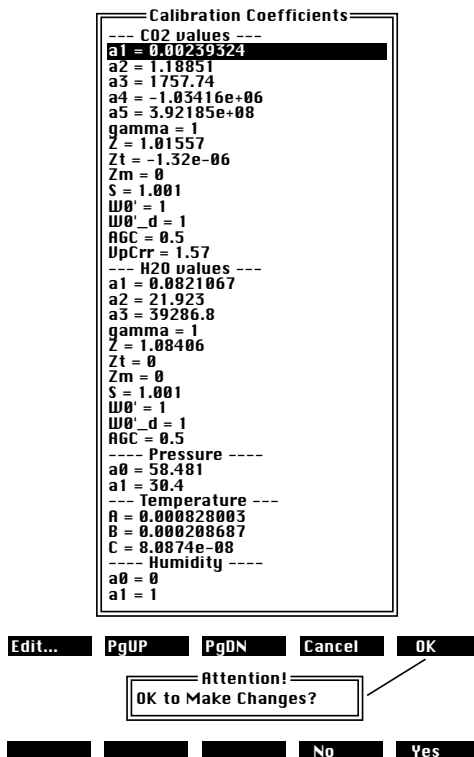 Calibration Coefficients
--- CO2 values ---
a1 = 0.00239324
a2 = 1.18851
a3 = 1757.74
a4 = -1.03416e+06
a5 = 3.92185e+08
gamma = 1
Z = 1.01557
Zt = -1.32e-06
Zm = 0
S = 1.001
W0' = 1
W0'_d = 1
AGC = 0.5
VpCrr = 1.57
--- H2O values ---
a1 = 0.0821067
a2 = 21.923
a3 = 39286.8
gamma = 1
Z = 1.08406
Zt = 0
Zm = 0
S = 1.001
W0' = 1
W0'_d = 1
AGC = 0.5
---- Pressure ----
a0 = 58.481
a1 = 30.4
--- Temperature ---
A = 0.000828003
B = 0.000208687
C = 8.0874e-08
---- Humidity ----
a0 = 0
a1 = 1
Edit... PgUP PgDN Cancel OK
Attention!
OK to Make Changes?
No Yes